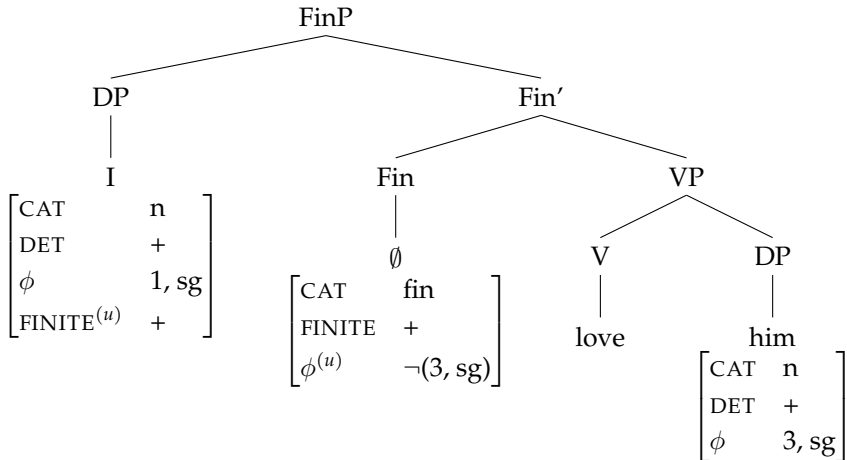 FinP
DP Fin’
I Fin VP
∅ V DP
love him
CAT n
DET +
ϕ 1, sg
FINITE(u) +
CAT fin
FINITE +
ϕ(u) ¬(3, sg)
CAT n
DET +
ϕ 3, sg